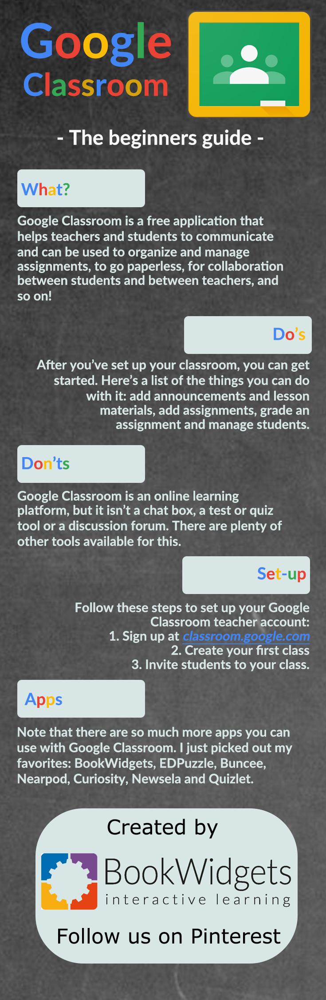 Google
Classroom
- The beginners guide -
What?
Google Classroom is a free application that
helps teachers and students to communicate
and can be used to organize and manage
assignments, to go paperless, for collaboration
between students and between teachers, and
so on!
Do's
After you've set up your classroom, you can get
started. Here's a list of the things you can do
with it: add announcements and lesson
materials, add assignments, grade an
assignment and manage students.
Don'ts
Google Classroom is an online learning
platform, but it isn't a chat box, a test or quiz
tool or a discussion forum. There are plenty of
other tools available for this.
Set-up
Follow these steps to set up your Google
Classroom teacher account:
1. Sign up at classroom.google.com
2. Create your first class
3. Invite students to your class.
Apps
Note that there are so much more apps you can
use with Google Classroom. I just picked out my
favorites: BookWidgets, EDPuzzle, Buncee,
Nearpod, Curiosity, Newsela and Quizlet.
Created by
BookWidgets
interactive learning
Follow us on Pinterest